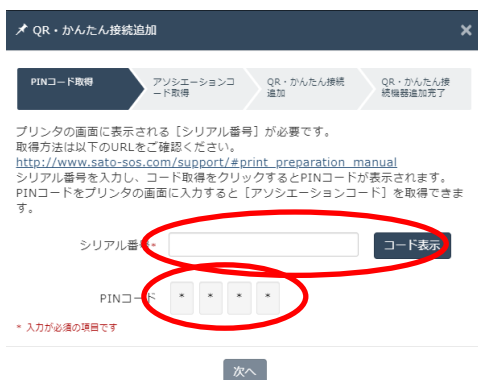 QR・かんたん接続追加
×
PINコード取得
アソシエーションコ
ード取得
QR・かんたん接続
追加
QR・かんたん接
続機器追加完了
プリンタの画面に表示される［シリアル番号］が必要です。
取得方法は以下のURLをご確認ください。
http://www.sato-sos.com/support/#print_preparation_manual
シリアル番号を入力し、コード取得をクリックするとPINコードが表示されます。
PINコードをプリンタの画面に入力すると［アソシエーションコード］を取得できま
す。
シリアル番号*
コード表示
PINコード * * * *
* 入力が必須の項目です
次へ